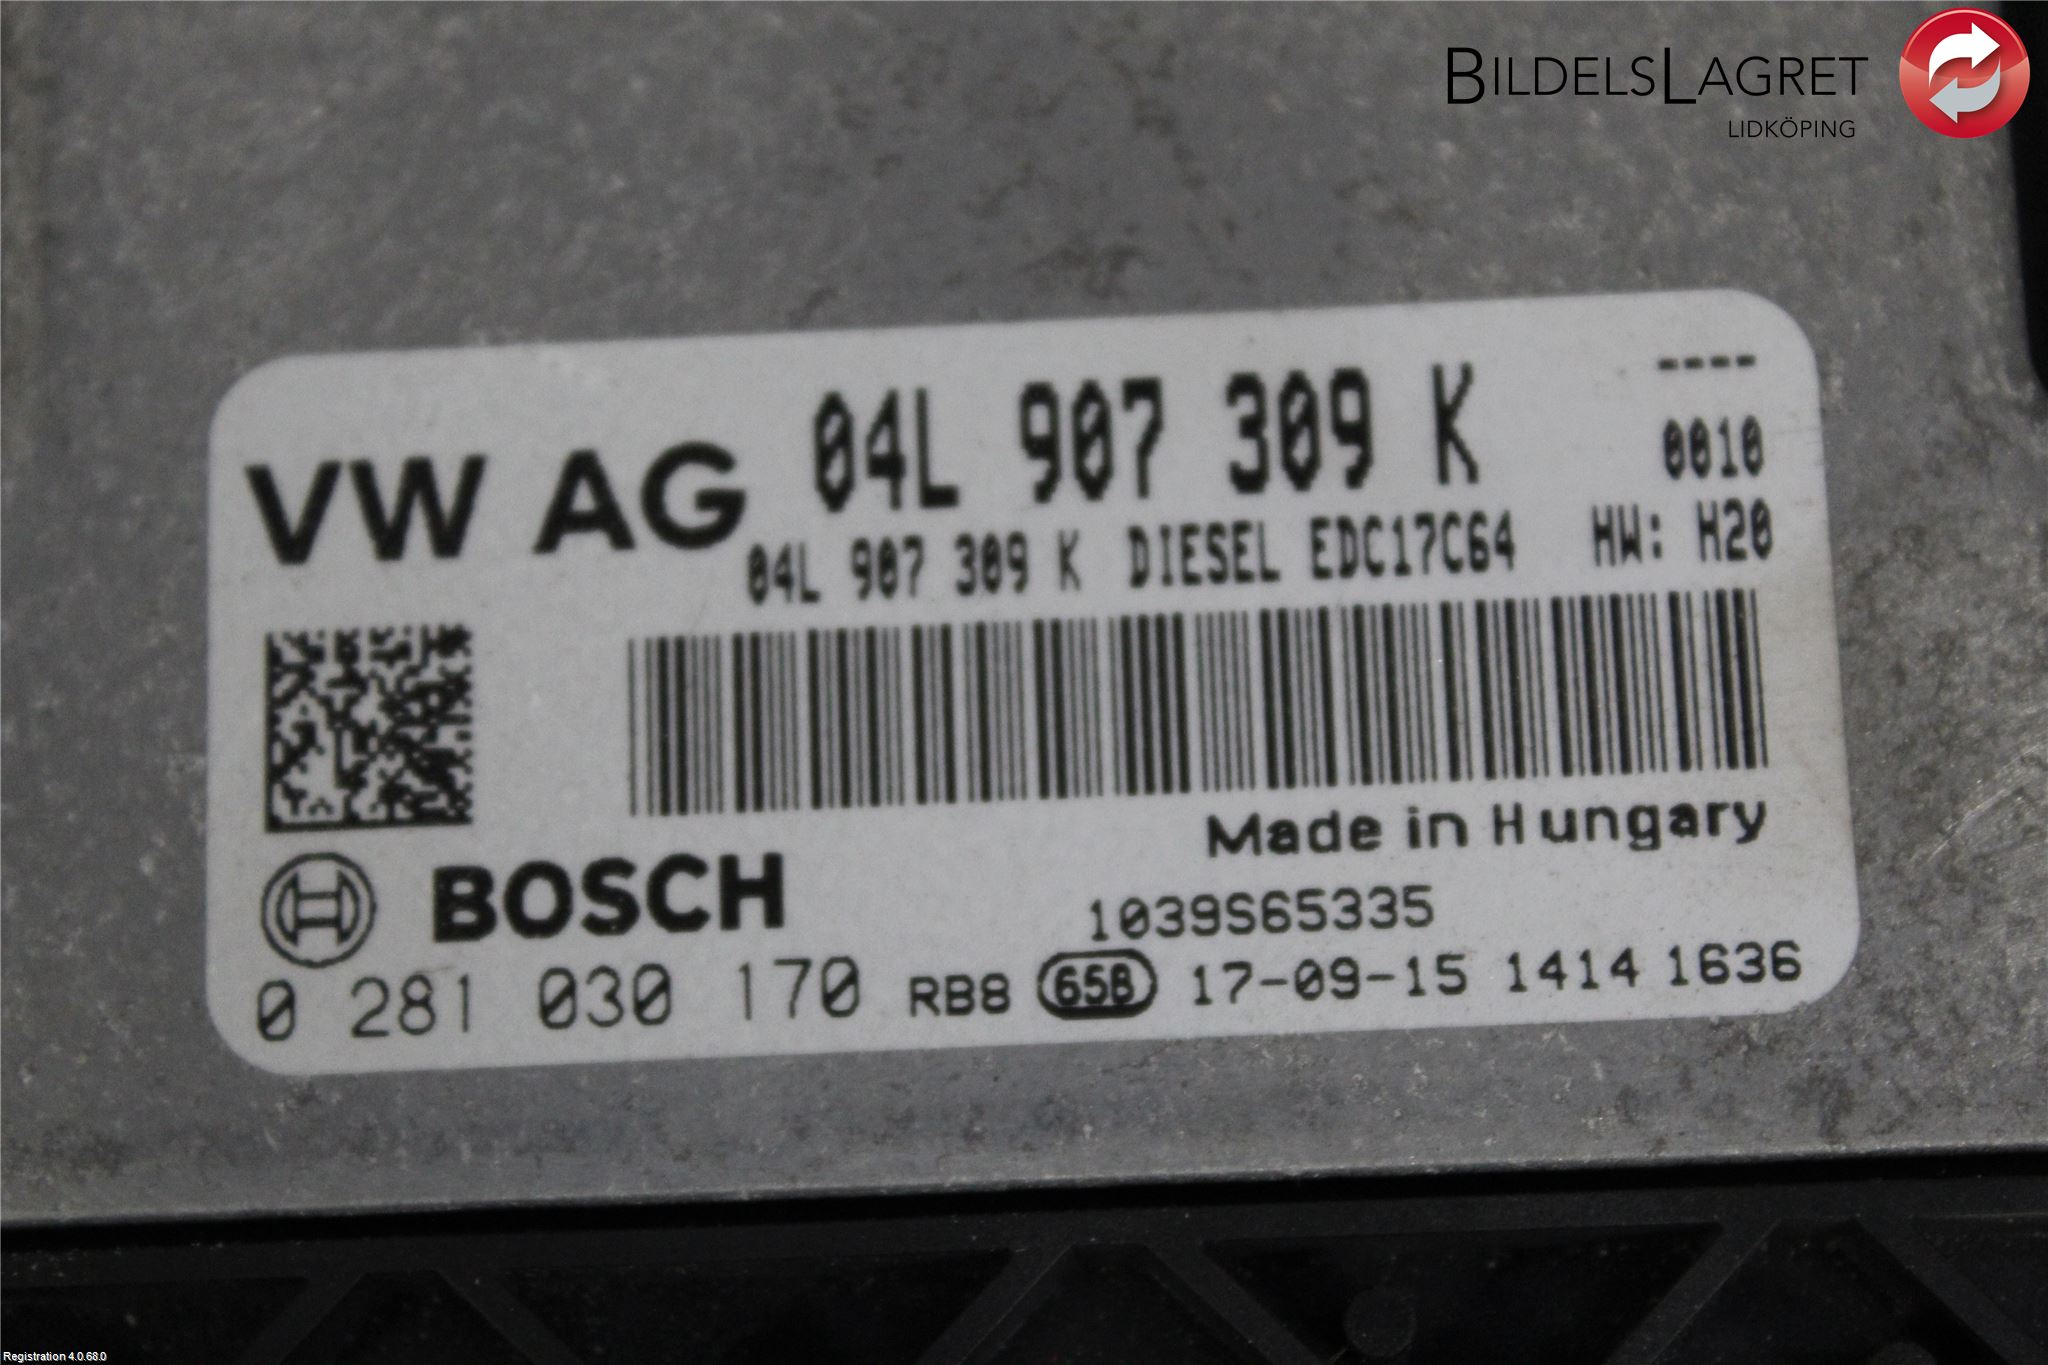 BILDELSLAGRET
LIDKÖPING
VW AG 04L 907 309 K ----
0010
04L 907 309 K DIESEL EDC17C64 HW: H20
Made in Hungary
BOSCH
1039S65335
0 281 030 170 RB8 65B 17-09-15 1414 1636
Registration 4.0.68.0